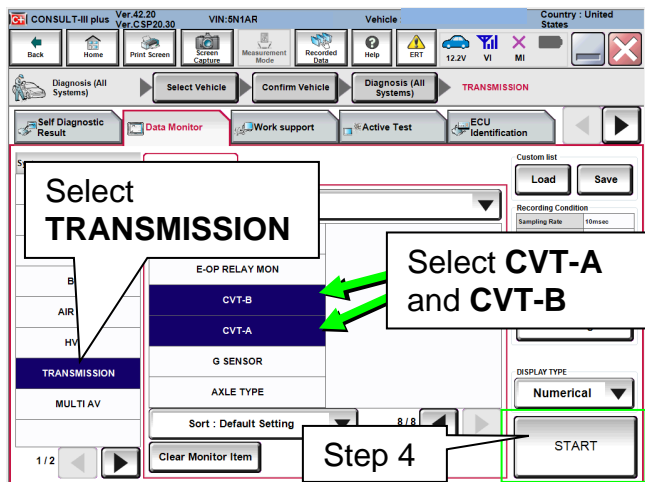 CONSULT-III plus
Ver.42.20
Ver.CSP20.30
VIN:5N1AR
Vehicle :
Country : United
States
Back
Home
Print Screen
Screen
Capture
Measurement
Mode
Recorded
Data
Help
ERT
12.2V
VI
MI
Diagnosis (All
Systems)
Select Vehicle
Confirm Vehicle
Diagnosis (All
Systems)
TRANSMISSION
Self Diagnostic
Result
Data Monitor
Work support
Active Test
ECU
Identification
Custom list
Load
Save
Recording Condition
Sampling Rate
10msec
Select
TRANSMISSION
E-OP RELAY MON
CVT-B
CVT-A
G SENSOR
AXLE TYPE
Select CVT-A
and CVT-B
B
AIR
HV
TRANSMISSION
MULTI AV
DISPLAY TYPE
Numerical
Sort : Default Setting
8 / 8
Clear Monitor Item
Step 4
START
1 / 2